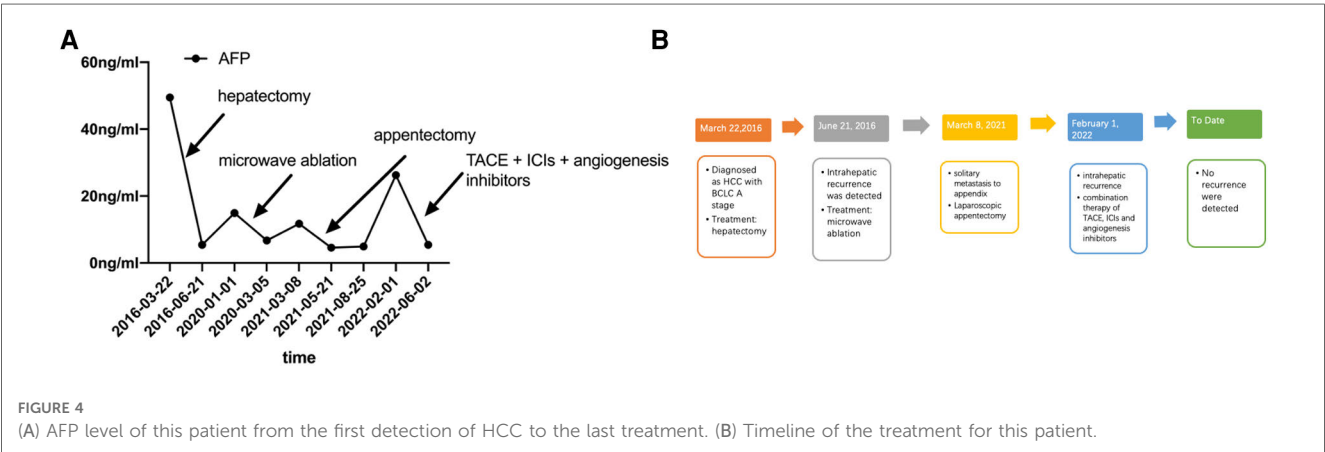 A
AFP
60ng/ml
40ng/ml
20ng/ml
0ng/ml
hepatectomy
microwave ablation
appentectomy
TACE + ICIs + angiogenesis
inhibitors
2016-03-22
2016-06-21
2020-01-01
2020-03-05
2021-03-08
2021-05-21
2021-08-25
2022-02-01
2022-06-02
time
B
March 22,2016
• Diagnosed
as HCC with
BCLC A
stage
• Treatment:
hepatectomy
June 21, 2016
• Intrahepatic
recurrence
was detected
• Treatment:
microwave
ablation
March 8, 2021
• solitary
metastasis to
appendix
• Laparoscopic
appentectomy
February 1,
2022
• intrahepatic
recurrence
• combination
therapy of
TACE, ICIs and
angiogenesis
inhibitors
To Date
• No
recurrence
were
detected
FIGURE 4
(A) AFP level of this patient from the first detection of HCC to the last treatment. (B) Timeline of the treatment for this patient.